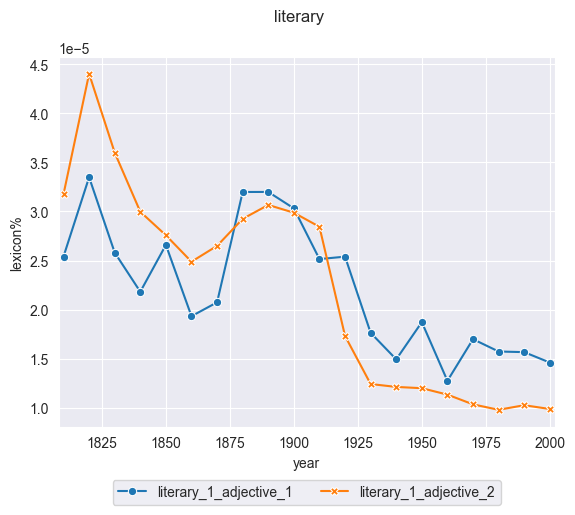 literary
1e−5
4.5
4.0
3.5
3.0
2.5
2.0
1.5
1.0
lexicon%
1825 1850 1875 1900 1925 1950 1975 2000
year
literary_1_adjective_1 literary_1_adjective_2